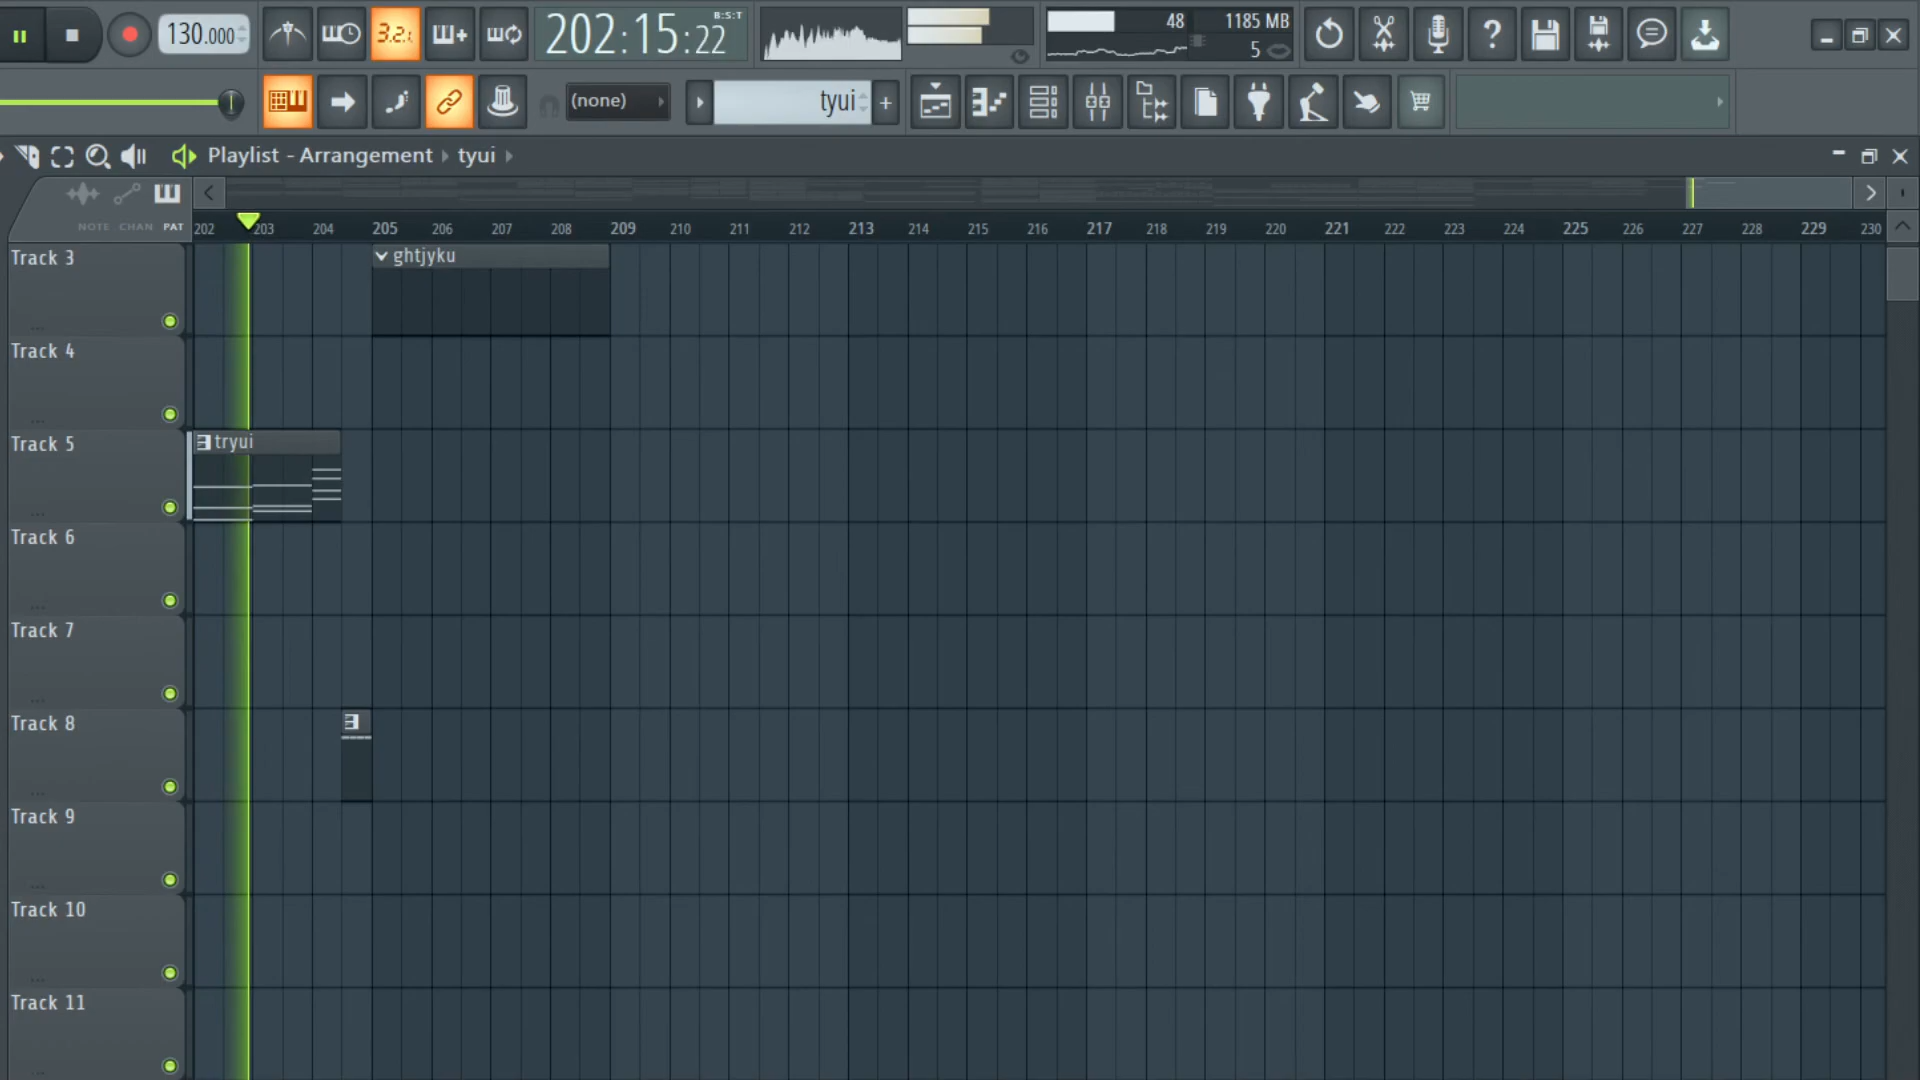 130.000
3.2.1
202:15:22
B:S:T
48
1185 MB
5
(none)
tyui
+
?
Playlist - Arrangement
tyui
NOTE CHAN PAT
202 203 204 205 206 207 208 209 210 211 212 213 214 215 216 217 218 219 220 221 222 223 224 225 226 227 228 229 230
Track 3
ghtjyku
Track 4
Track 5
tryui
Track 6
Track 7
Track 8
Track 9
Track 10
Track 11